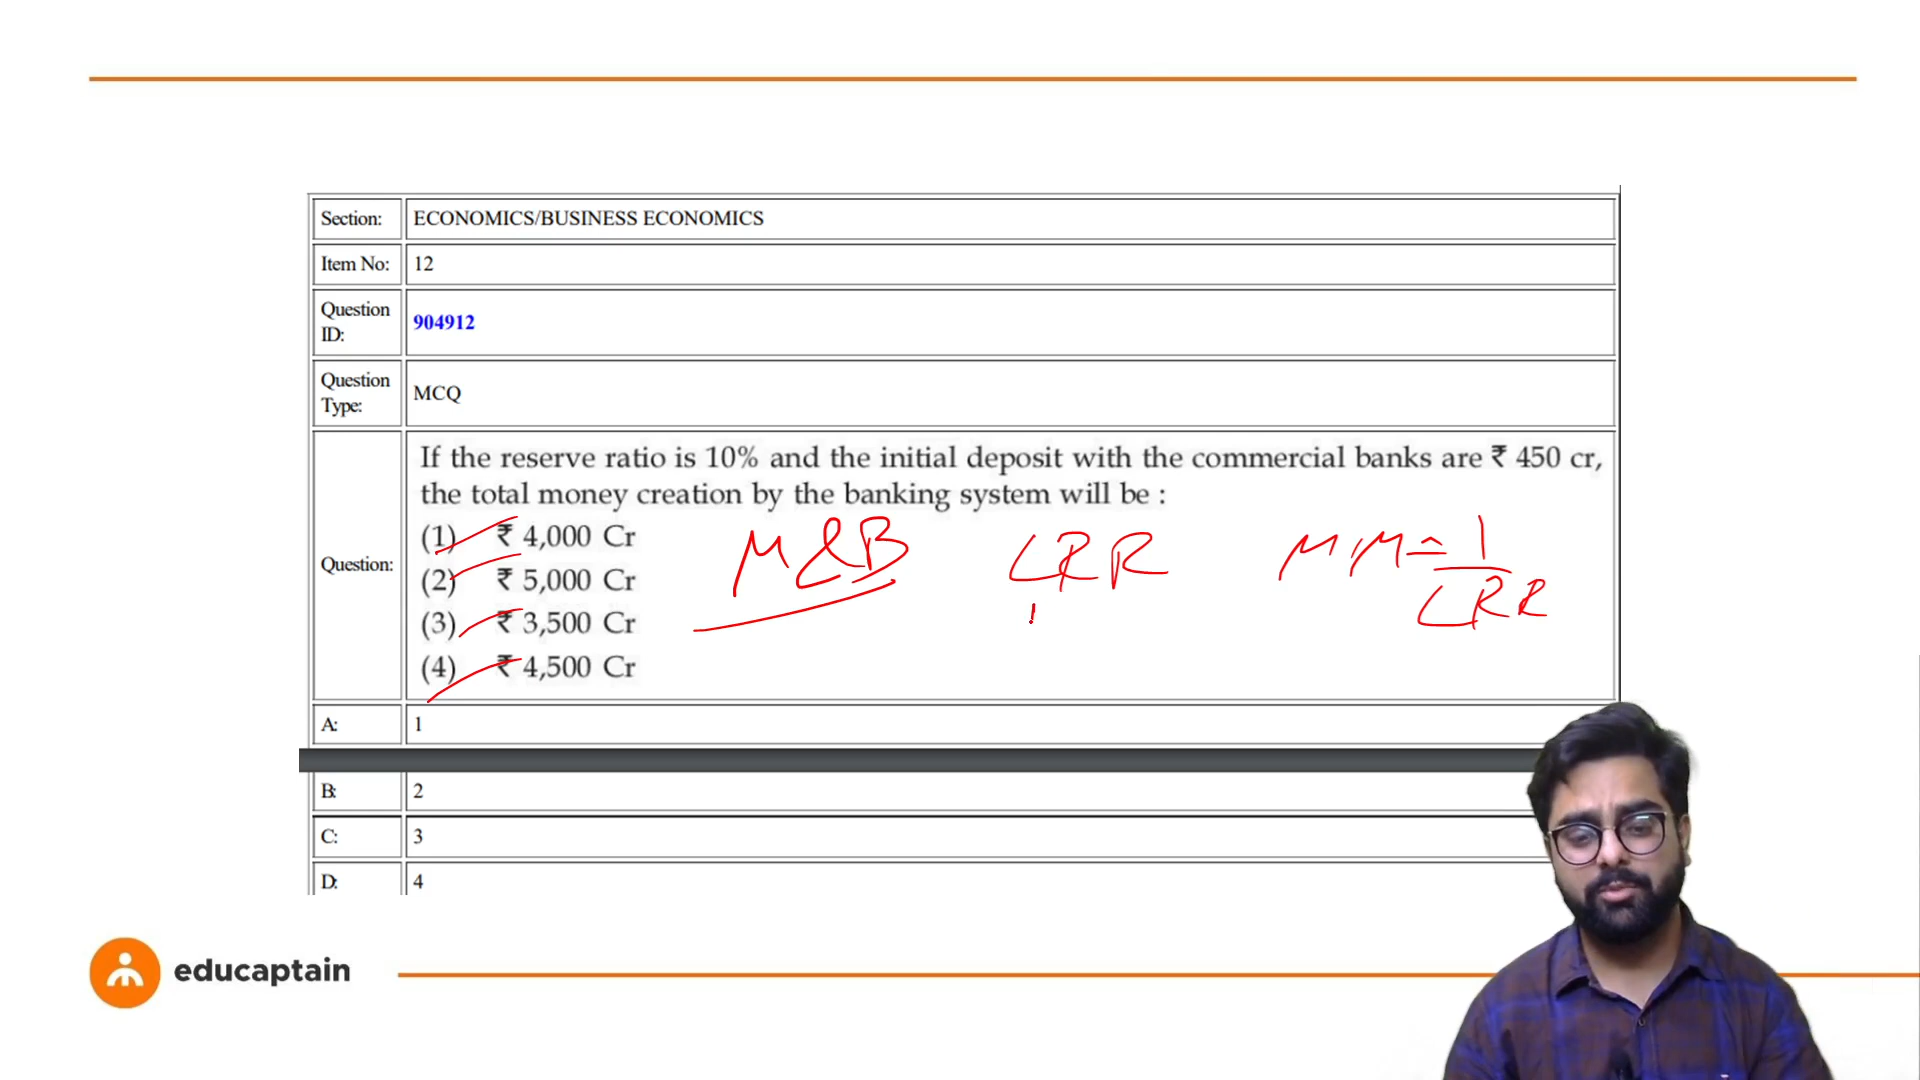 Section: ECONOMICS/BUSINESS ECONOMICS
Item No: 12
Question ID: 904912
Question Type: MCQ
Question:
If the reserve ratio is 10% and the initial deposit with the commercial banks are ₹ 450 cr,
the total money creation by the banking system will be :
(1) ₹ 4,000 Cr
(2) ₹ 5,000 Cr
(3) ₹ 3,500 Cr
(4) ₹ 4,500 Cr
M&B LRR MM = 1
LRR
A: 1
B: 2
C: 3
D: 4
educaptain